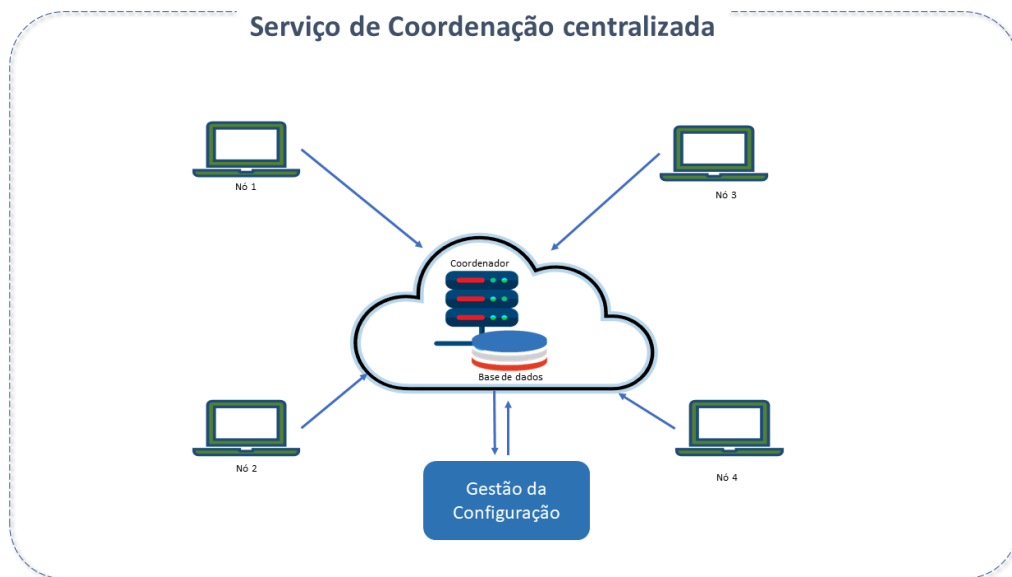 Serviço de Coordenação centralizada
Nó 1
Nó 3
Coordenador
Base de dados
Nó 2
Nó 4
Gestão da
Configuração